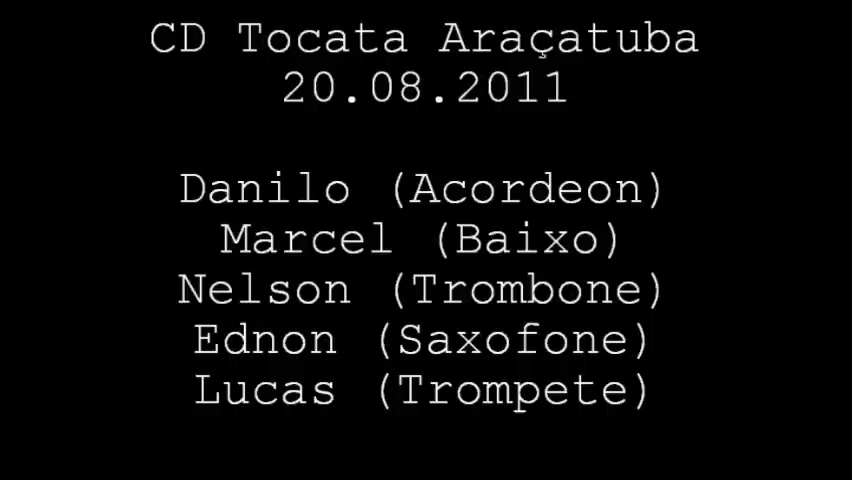 CD Tocata Araçatuba
20.08.2011
Danilo (Acordeon)
Marcel (Baixo)
Nelson (Trombone)
Ednon (Saxofone)
Lucas (Trompete)